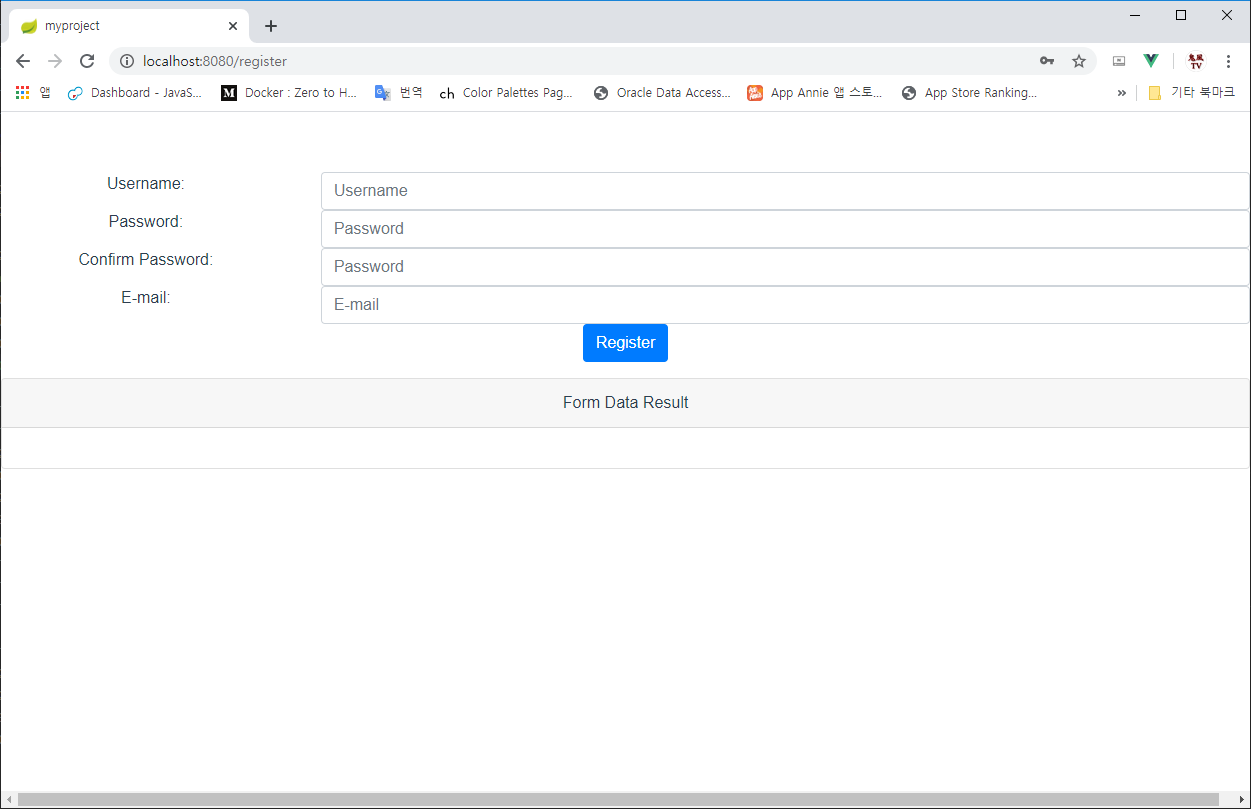 myproject
localhost:8080/register
앱 Dashboard - JavaS... M Docker : Zero to H... 번역 ch Color Palettes Pag... Oracle Data Access... App Annie 앱 스토... App Store Ranking... » 기타 북마크
Username: Username
Password: Password
Confirm Password: Password
E-mail: E-mail
Register
Form Data Result